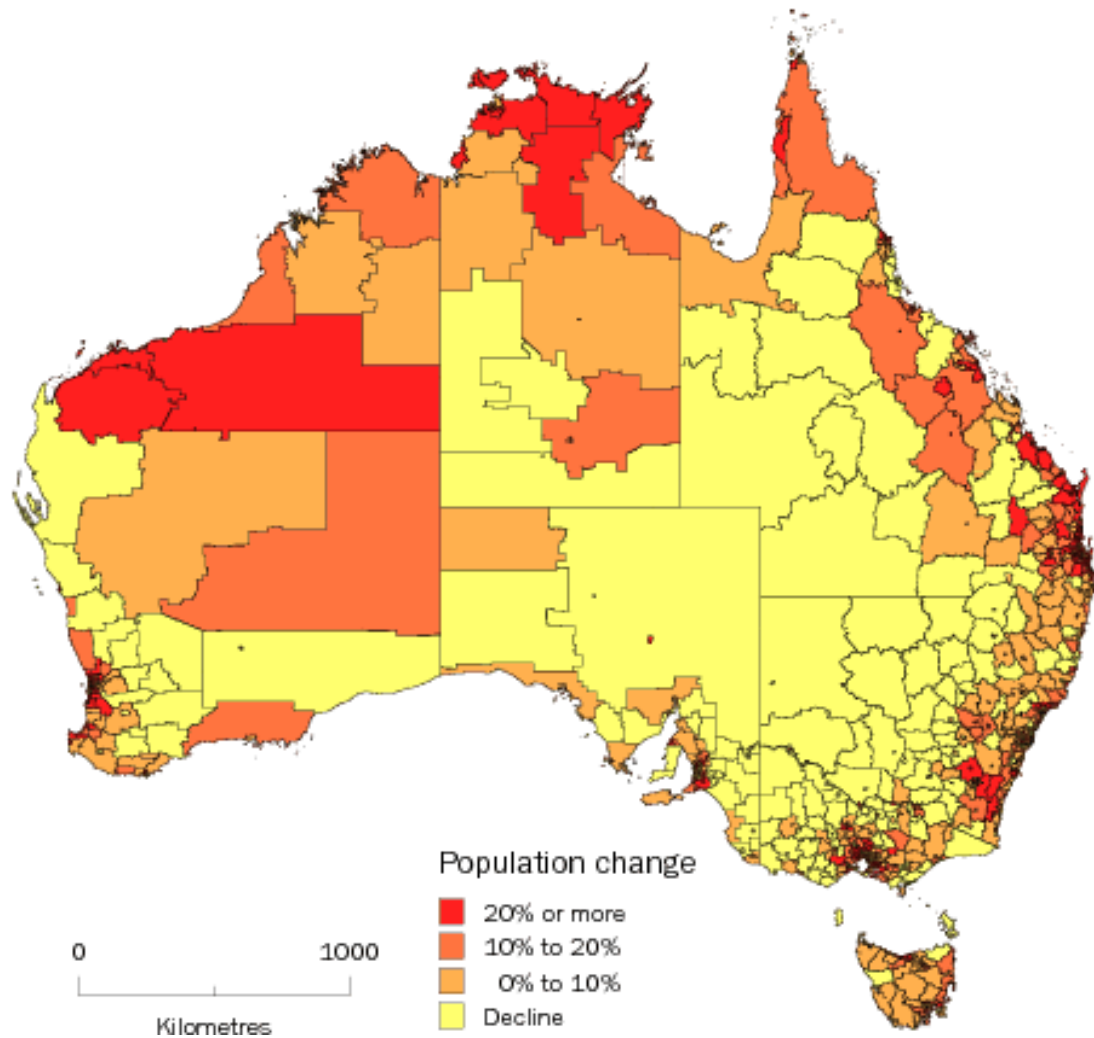 Population change
20% or more
10% to 20%
0% to 10%
Decline
0 1000
Kilometres